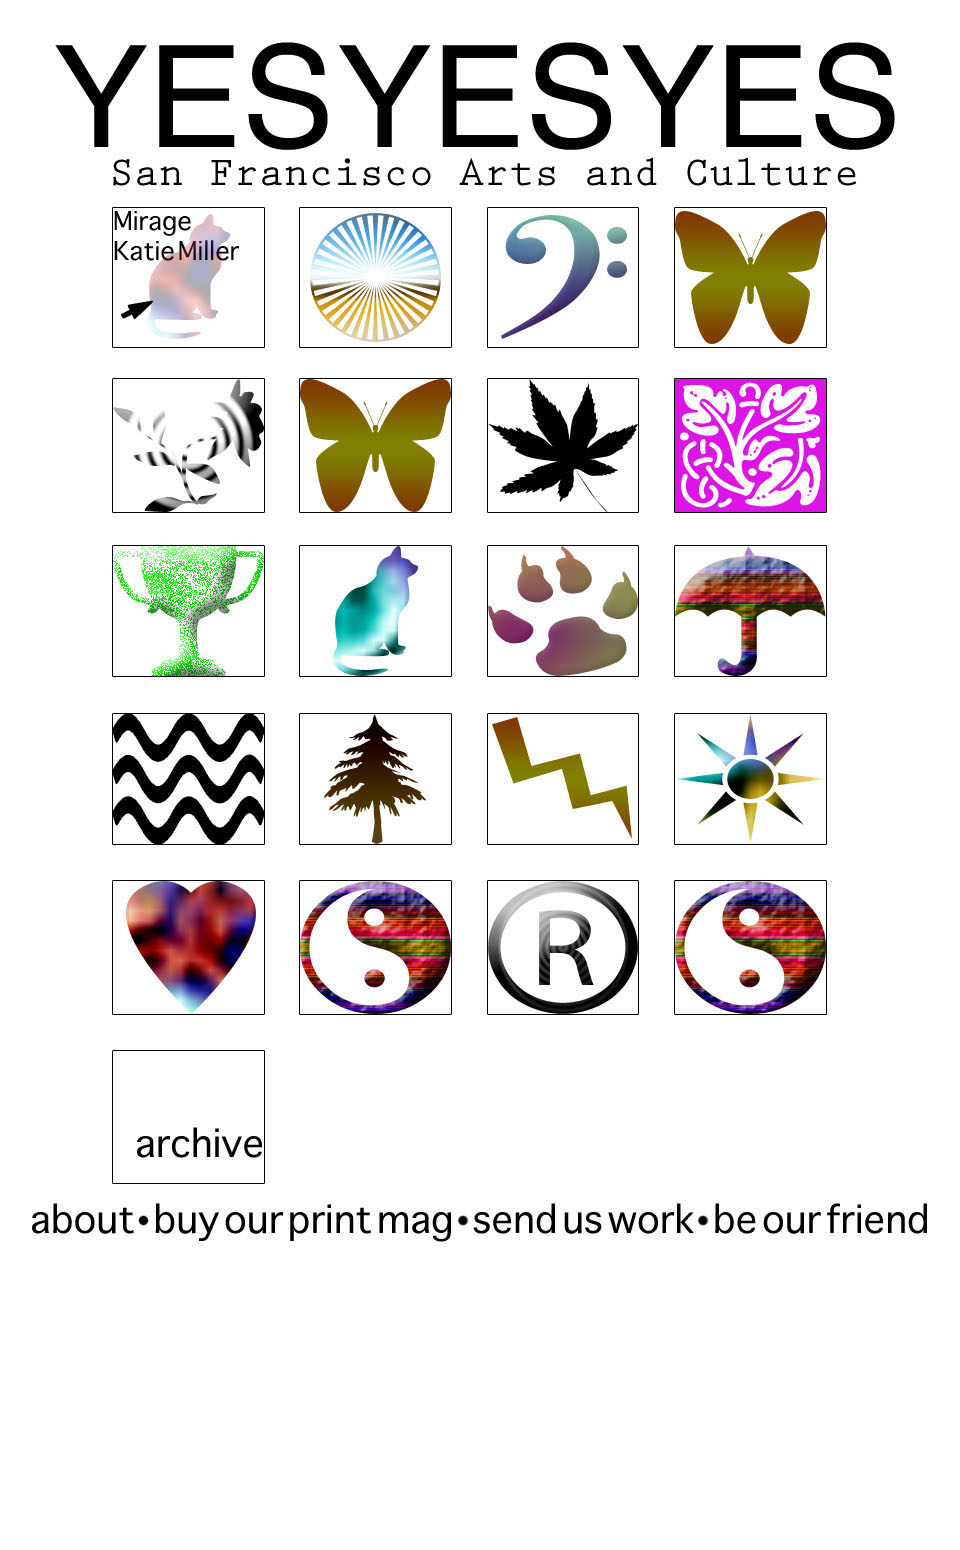 YESYESYES
San Francisco Arts and Culture
Mirage
Katie Miller
R
archive
about•buy our print mag•send us work•be our friend